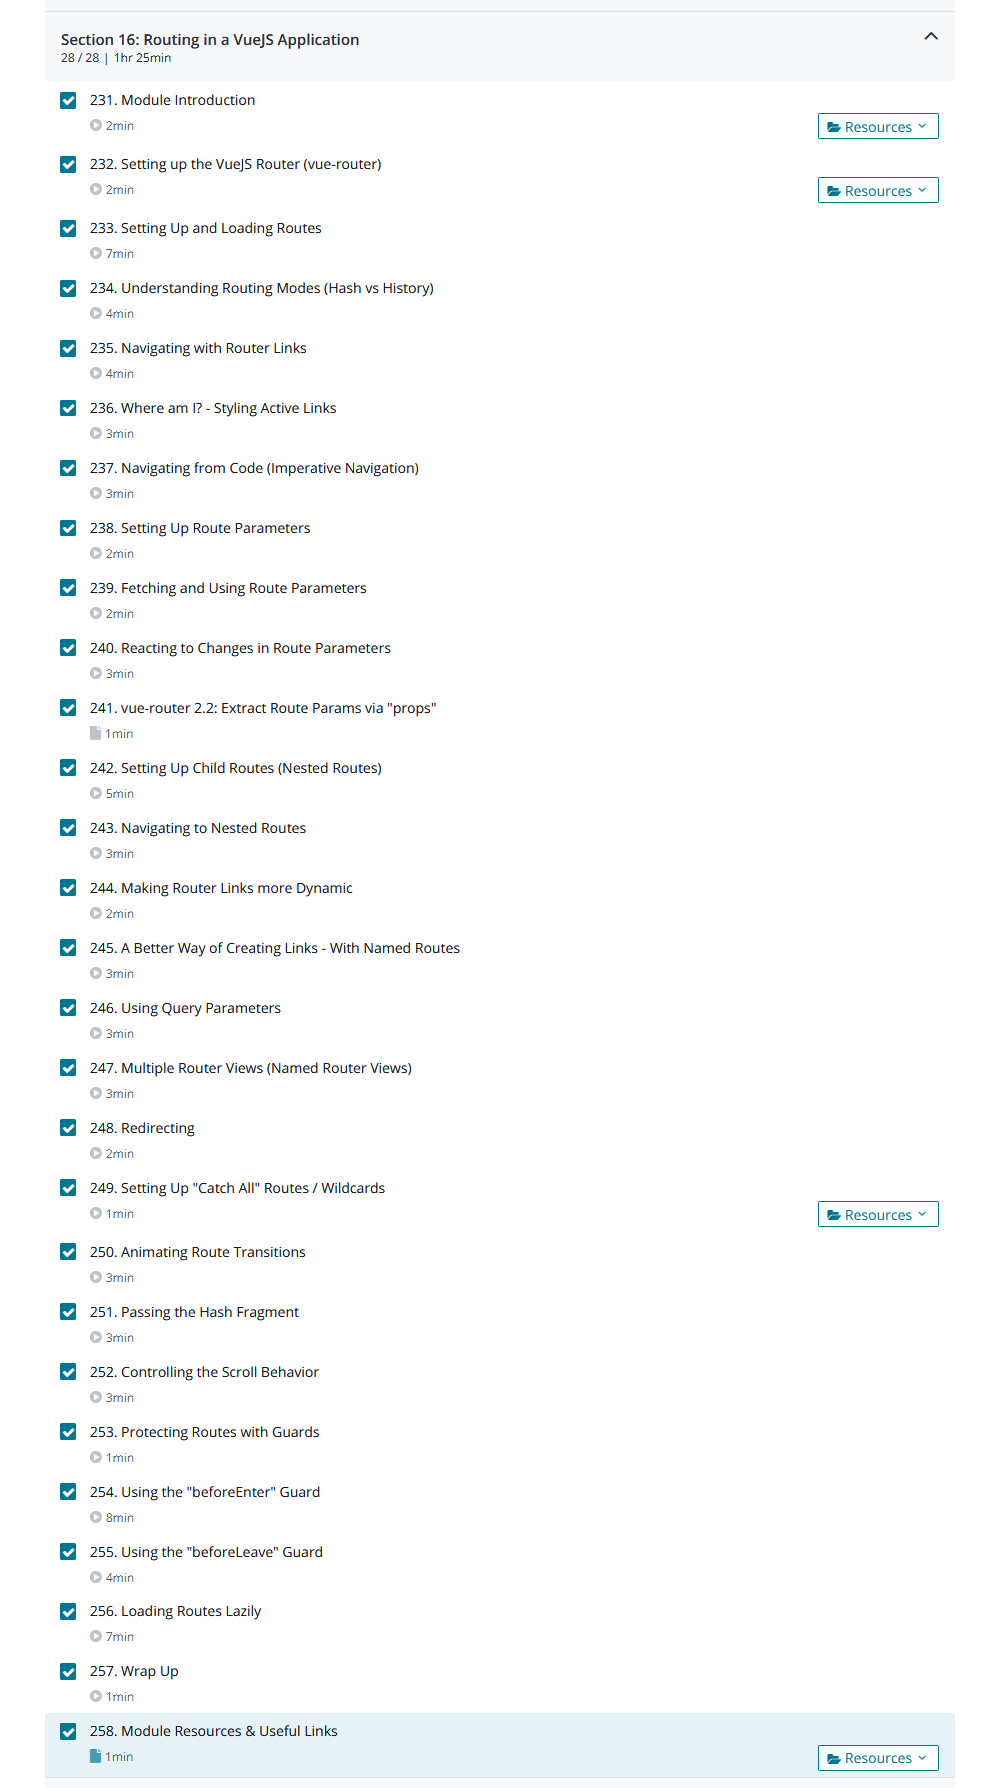 Section 16: Routing in a VueJS Application
28 / 28 | 1hr 25min
231. Module Introduction
2min
Resources
232. Setting up the VueJS Router (vue-router)
2min
Resources
233. Setting Up and Loading Routes
7min
234. Understanding Routing Modes (Hash vs History)
4min
235. Navigating with Router Links
4min
236. Where am I? - Styling Active Links
3min
237. Navigating from Code (Imperative Navigation)
3min
238. Setting Up Route Parameters
2min
239. Fetching and Using Route Parameters
2min
240. Reacting to Changes in Route Parameters
3min
241. vue-router 2.2: Extract Route Params via "props"
1min
242. Setting Up Child Routes (Nested Routes)
5min
243. Navigating to Nested Routes
3min
244. Making Router Links more Dynamic
2min
245. A Better Way of Creating Links - With Named Routes
3min
246. Using Query Parameters
3min
247. Multiple Router Views (Named Router Views)
3min
248. Redirecting
2min
249. Setting Up "Catch All" Routes / Wildcards
1min
Resources
250. Animating Route Transitions
3min
251. Passing the Hash Fragment
3min
252. Controlling the Scroll Behavior
3min
253. Protecting Routes with Guards
1min
254. Using the "beforeEnter" Guard
8min
255. Using the "beforeLeave" Guard
4min
256. Loading Routes Lazily
7min
257. Wrap Up
1min
258. Module Resources & Useful Links
1min
Resources